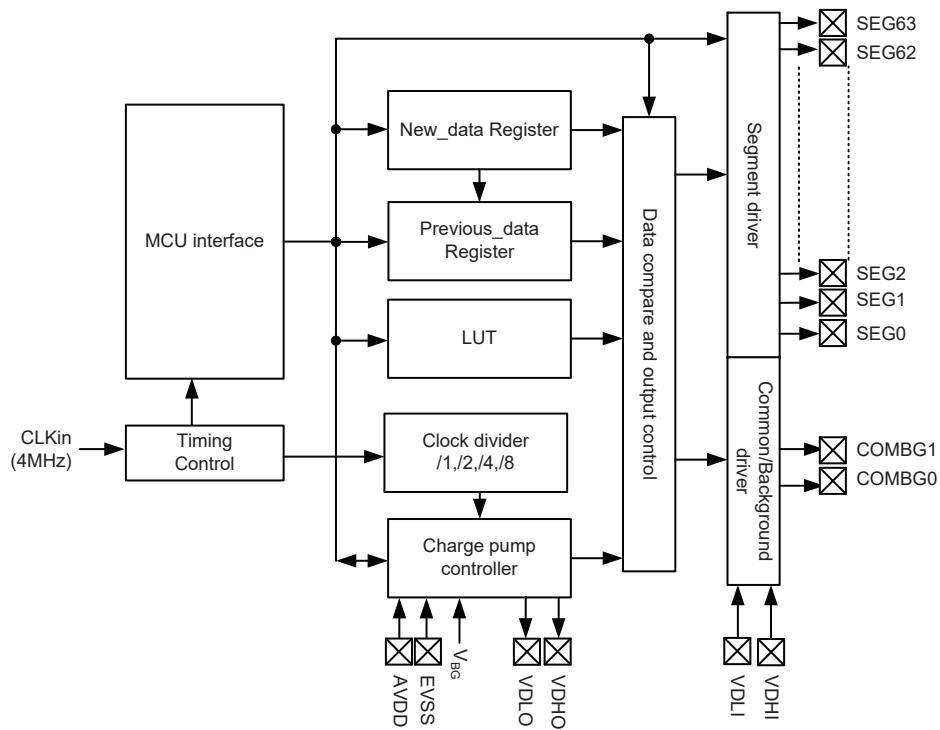 SEG63
SEG62
New_data Register
MCU interface
Previous_data
Register
Data compare and output control
Segment driver
SEG2
SEG1
SEG0
LUT
CLKin
(4MHz)
Timing
Control
Clock divider
/1,/2,/4,/8
Common/Background
driver
COMBG1
COMBG0
Charge pump
controller
AVDD
EVSS
VBG
VDLO
VDHO
VDLI
VDHI